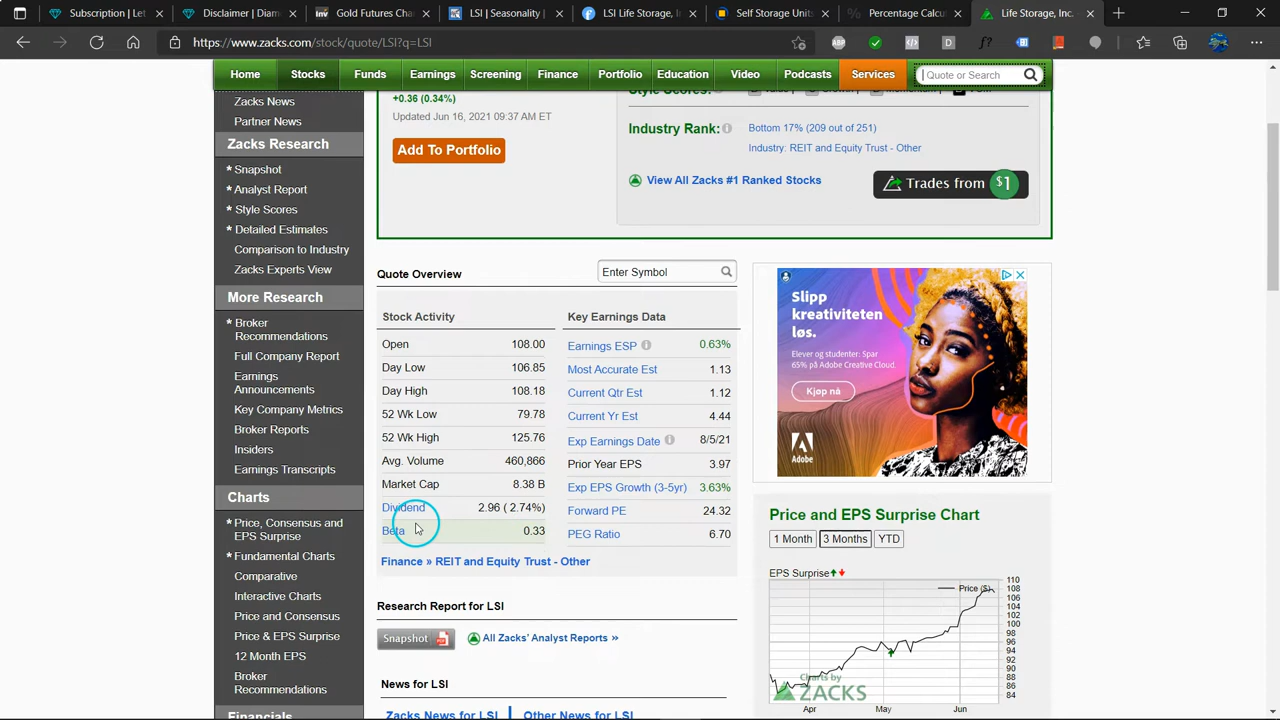 Subscription | Let
Disclaimer | Diam
Gold Futures Char
LSI | Seasonality
LSI Life Storage, In
Self Storage Units
Percentage Calcu
Life Storage, Inc.
https://www.zacks.com/stock/quote/LSI?q=LSI
Home
Stocks
Funds
Earnings
Screening
Finance
Portfolio
Education
Video
Podcasts
Services
Quote or Search
Zacks News
Partner News
Zacks Research
* Snapshot
* Analyst Report
* Style Scores
* Detailed Estimates
Comparison to Industry
Zacks Experts View
More Research
* Broker
Recommendations
Full Company Report
Earnings
Announcements
Key Company Metrics
Broker Reports
Insiders
Earnings Transcripts
Charts
* Price, Consensus and
EPS Surprise
* Fundamental Charts
Comparative
Interactive Charts
Price and Consensus
Price & EPS Surprise
12 Month EPS
Broker
Recommendations
Financials
+0.36 (0.34%)
Updated Jun 16, 2021 09:37 AM ET
Add To Portfolio
Style Scores:
Industry Rank:
Bottom 17% (209 out of 251)
Industry: REIT and Equity Trust - Other
View All Zacks #1 Ranked Stocks
Trades from $1
Quote Overview
Enter Symbol
Stock Activity
Open 108.00
Day Low 106.85
Day High 108.18
52 Wk Low 79.78
52 Wk High 125.76
Avg. Volume 460,866
Market Cap 8.38 B
Dividend 2.96 ( 2.74%)
Beta 0.33
Key Earnings Data
Earnings ESP 0.63%
Most Accurate Est 1.13
Current Qtr Est 1.12
Current Yr Est 4.44
Exp Earnings Date 8/5/21
Prior Year EPS 3.97
Exp EPS Growth (3-5yr) 3.63%
Forward PE 24.32
PEG Ratio 6.70
Finance » REIT and Equity Trust - Other
Research Report for LSI
Snapshot
All Zacks' Analyst Reports »
News for LSI
Zacks News for LSI
Other News for LSI
Slipp
kreativiteten
løs.
Elever og studenter: Spar
65% på Adobe Creative Cloud.
Kjøp nå
Adobe
Price and EPS Surprise Chart
1 Month
3 Months
YTD
EPS Surprise
Price ($)
110
108
106
104
102
100
98
96
94
92
90
88
86
84
Charts by
ZACKS
Apr
May
Jun